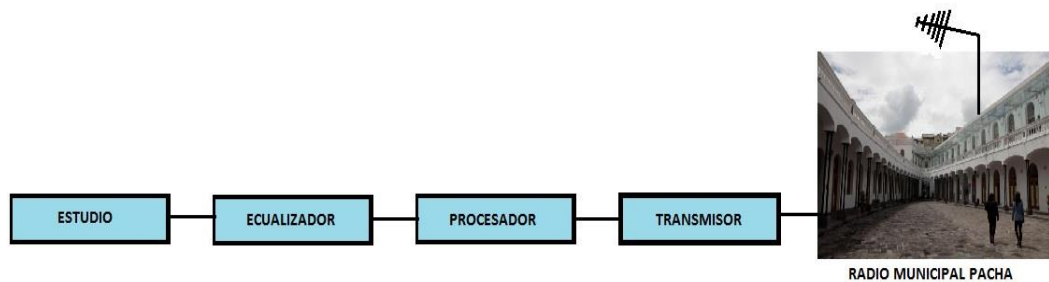 ESTUDIO
ECUALIZADOR
PROCESADOR
TRANSMISOR
RADIO MUNICIPAL PACHA